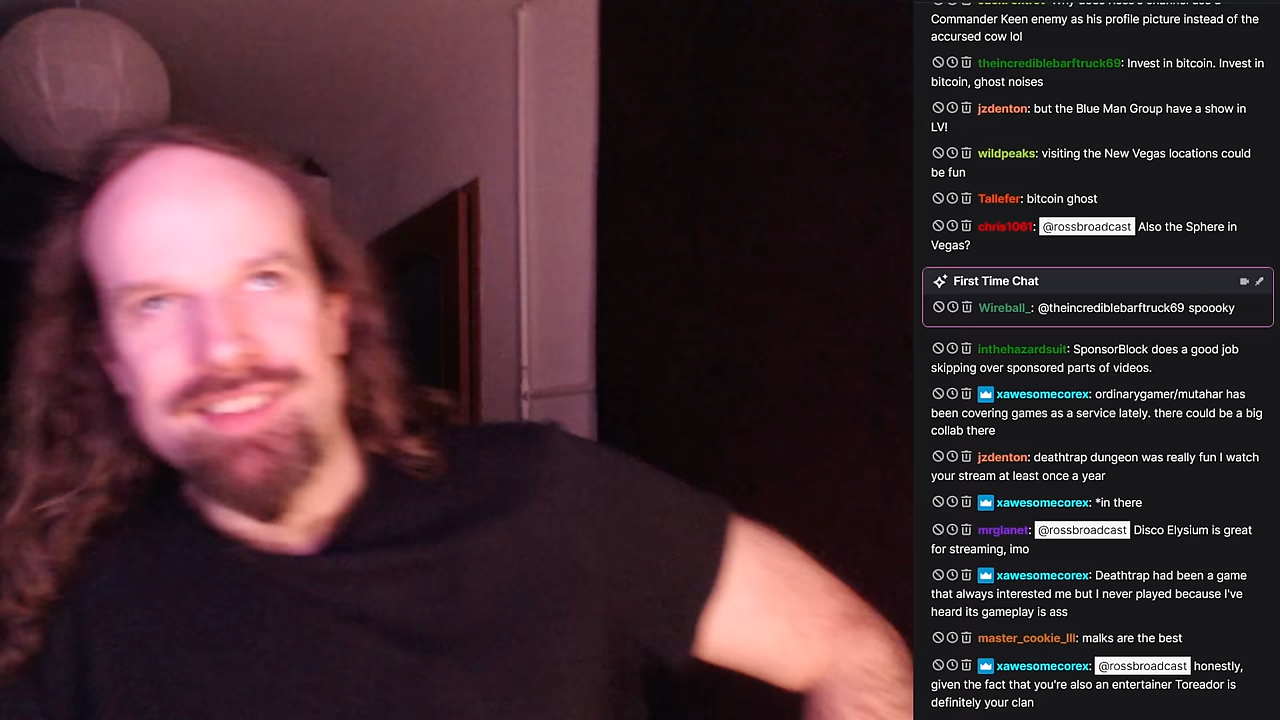 Commander Keen enemy as his profile picture instead of the
accursed cow lol
theincrediblebarftruck69: Invest in bitcoin. Invest in
bitcoin, ghost noises
jzdenton: but the Blue Man Group have a show in
LV!
wildpeaks: visiting the New Vegas locations could
be fun
Tallefer: bitcoin ghost
chris1061: @rossbroadcast Also the Sphere in
Vegas?
First Time Chat
Wireball_: @theincrediblebarftruck69 spoooky
inthehazardsuit: SponsorBlock does a good job
skipping over sponsored parts of videos.
xawesomecorex: ordinarygamer/mutahar has
been covering games as a service lately. there could be a big
collab there
jzdenton: deathtrap dungeon was really fun I watch
your stream at least once a year
xawesomecorex: *in there
mrglanet: @rossbroadcast Disco Elysium is great
for streaming, imo
xawesomecorex: Deathtrap had been a game
that always interested me but I never played because I've
heard its gameplay is ass
master_cookie_lll: malks are the best
xawesomecorex: @rossbroadcast honestly,
given the fact that you're also an entertainer Toreador is
definitely your clan